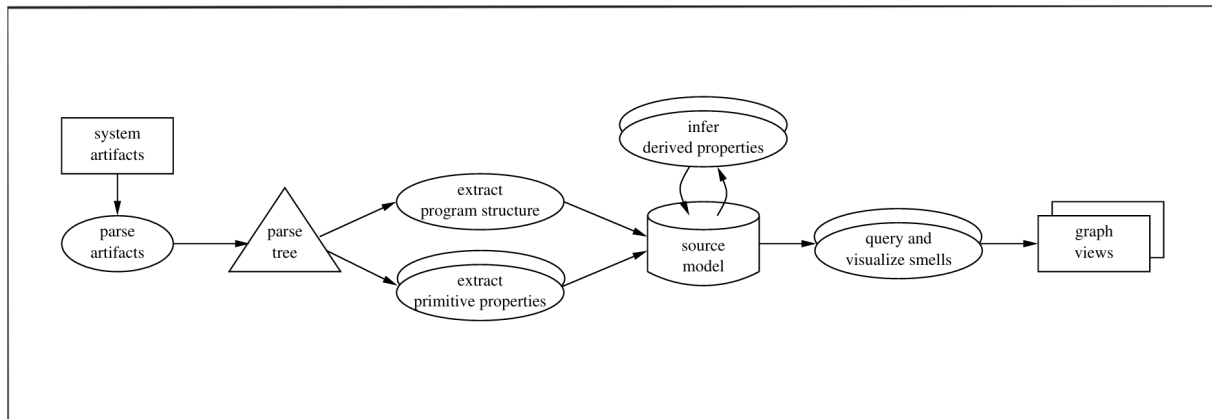 system
artifacts
parse
artifacts
parse
tree
extract
program structure
extract
primitive properties
infer
derived properties
source
model
query and
visualize smells
graph
views